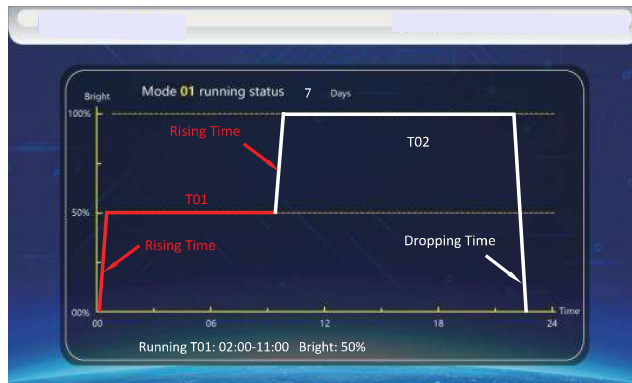 Mode 01 running status 7 Days
Bright
100%
Rising Time
T02
50%
T01
Rising Time
Dropping Time
00%
Time
00 06 12 18 24
Running T01: 02:00-11:00 Bright: 50%